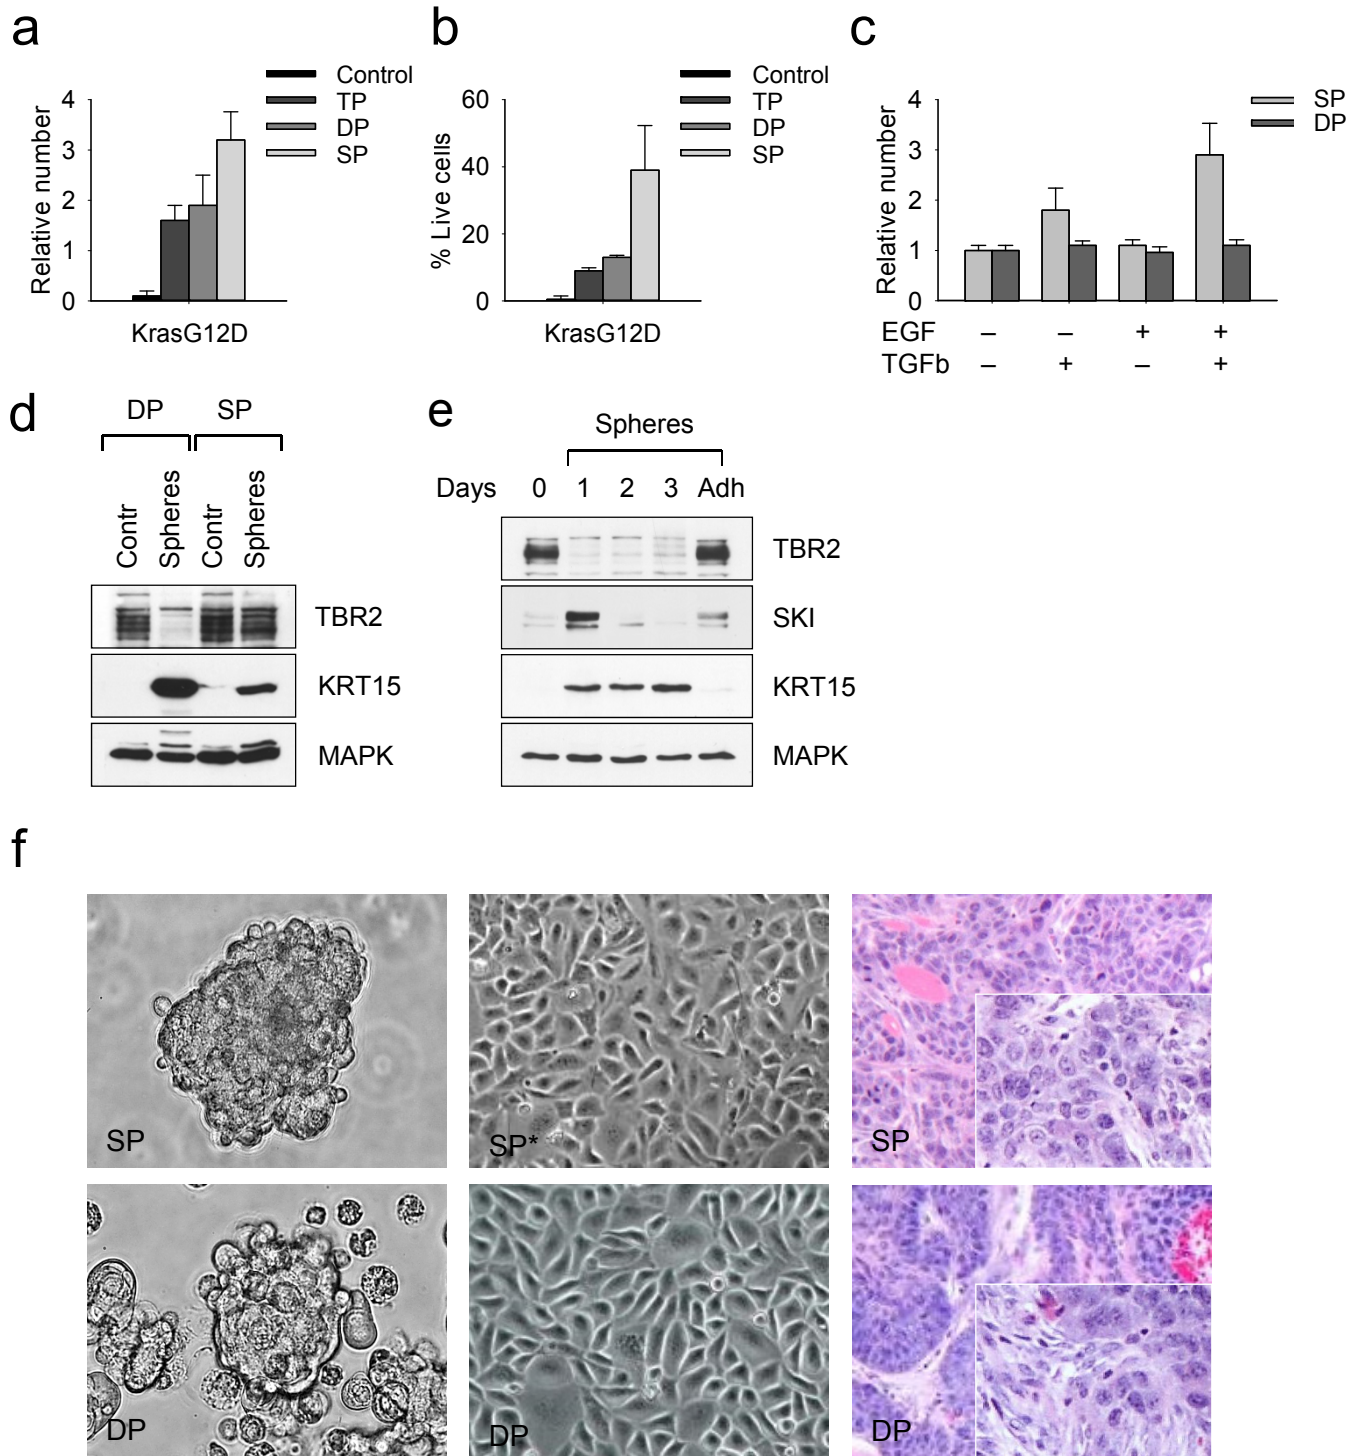 a
b
c
Control
TP
DP
SP
4
3
2
1
0
Relative number
KrasG12D
Control
TP
DP
SP
60
40
20
0
% Live cells
KrasG12D
SP
DP
4
3
2
1
0
Relative number
EGF – – + +
TGFb – + – +
d
DP SP
Contr Spheres Contr Spheres
TBR2
KRT15
MAPK
e
Spheres
Days 0 1 2 3 Adh
TBR2
SKI
KRT15
MAPK
f
SP
SP*
SP
DP
DP
DP